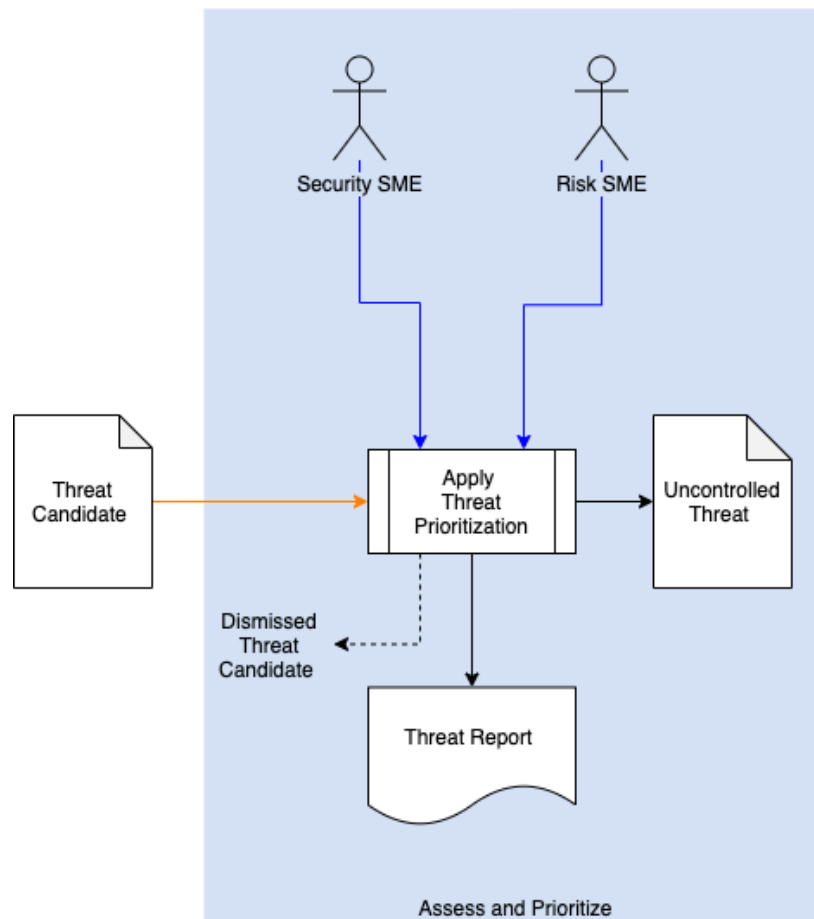 Security SME
Risk SME
Threat
Candidate
Apply
Threat
Prioritization
Uncontrolled
Threat
Dismissed
Threat
Candidate
Threat Report
Assess and Prioritize